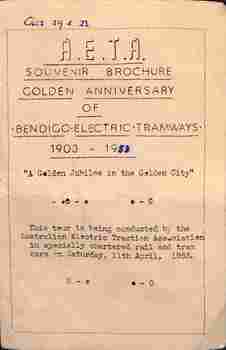 A.E.T.A.
SOUVENIR BROCHURE
GOLDEN ANNIVERSARY
OF
·BENDIGO·ELECTRIC·TRAMWAYS·
1903 - 1953
"A Golden Jubilee in the Golden City"
This tour is being conducted by the
Australian Electric Traction Association
in specially chartered rail and tram
cars on Saturday, 11th April, 1953.